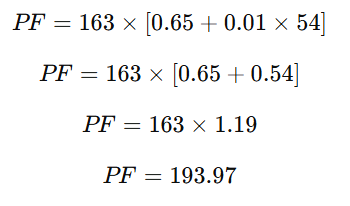 PF = 163 × [0.65 + 0.01 × 54]
PF = 163 × [0.65 + 0.54]
PF = 163 × 1.19
PF = 193.97